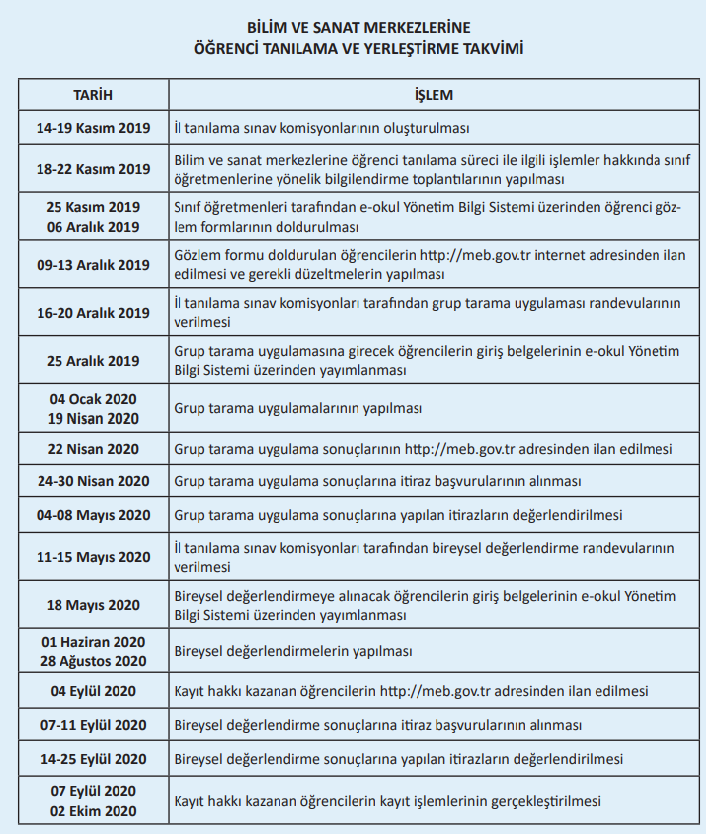 BİLİM VE SANAT MERKEZLERİNE
ÖĞRENCİ TANILAMA VE YERLEŞTİRME TAKVİMİ
TARİH
İŞLEM
14-19 Kasım 2019
İl tanılama sınav komisyonlarının oluşturulması
18-22 Kasım 2019
Bilim ve sanat merkezlerine öğrenci tanılama süreci ile ilgili işlemler hakkında sınıf
öğretmenlerine yönelik bilgilendirme toplantılarının yapılması
25 Kasım 2019
06 Aralık 2019
Sınıf öğretmenleri tarafından e-okul Yönetim Bilgi Sistemi üzerinden öğrenci göz-
lem formlarının doldurulması
09-13 Aralık 2019
Gözlem formu doldurulan öğrencilerin http://meb.gov.tr internet adresinden ilan
edilmesi ve gerekli düzeltmelerin yapılması
16-20 Aralık 2019
İl tanılama sınav komisyonları tarafından grup tarama uygulaması randevularının
verilmesi
25 Aralık 2019
Grup tarama uygulamasına girecek öğrencilerin giriş belgelerinin e-okul Yönetim
Bilgi Sistemi üzerinden yayımlanması
04 Ocak 2020
19 Nisan 2020
Grup tarama uygulamalarının yapılması
22 Nisan 2020
Grup tarama uygulama sonuçlarının http://meb.gov.tr adresinden ilan edilmesi
24-30 Nisan 2020
Grup tarama uygulama sonuçlarına itiraz başvurularının alınması
04-08 Mayıs 2020
Grup tarama uygulama sonuçlarına yapılan itirazların değerlendirilmesi
11-15 Mayıs 2020
İl tanılama sınav komisyonları tarafından bireysel değerlendirme randevularının
verilmesi
18 Mayıs 2020
Bireysel değerlendirmeye alınacak öğrencilerin giriş belgelerinin e-okul Yönetim
Bilgi Sistemi üzerinden yayımlanması
01 Haziran 2020
28 Ağustos 2020
Bireysel değerlendirmelerin yapılması
04 Eylül 2020
Kayıt hakkı kazanan öğrencilerin http://meb.gov.tr adresinden ilan edilmesi
07-11 Eylül 2020
Bireysel değerlendirme sonuçlarına itiraz başvurularının alınması
14-25 Eylül 2020
Bireysel değerlendirme sonuçlarına yapılan itirazların değerlendirilmesi
07 Eylül 2020
02 Ekim 2020
Kayıt hakkı kazanan öğrencilerin kayıt işlemlerinin gerçekleştirilmesi